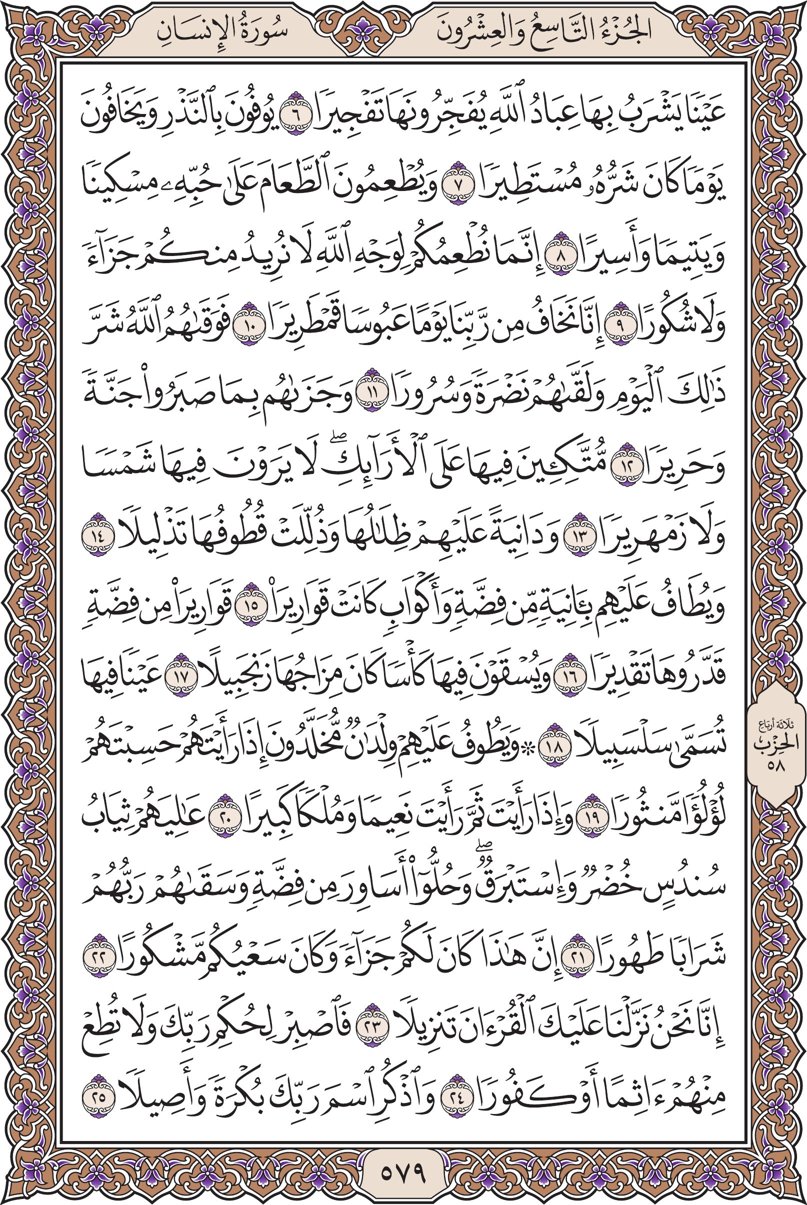 سُورَةُ الإِنسَانِ
الجُزْءُ التَّاسِعُ وَالعِشْرُونَ
عَيْنٗا يَشْرَبُ بِهَا عِبَادُ ٱللَّهِ يُفَجِّرُونَهَا تَفۡجِيرٗا ٦ يُوفُونَ بِٱلنَّذۡرِ وَيَخَافُونَ
يَوۡمٗا كَانَ شَرُّهُۥ مُسۡتَطِيرٗا ٧ وَيُطۡعِمُونَ ٱلطَّعَامَ عَلَىٰ حُبِّهِۦ مِسۡكِينٗا
وَيَتِيمٗا وَأَسِيرًا ٨ إِنَّمَا نُطۡعِمُكُمۡ لِوَجۡهِ ٱللَّهِ لَا نُرِيدُ مِنكُمۡ جَزَآءٗ
وَلَا شُكُورًا ٩ إِنَّا نَخَافُ مِن رَّبِّنَا يَوۡمًا عَبُوسٗا قَمۡطَرِيرٗا ١٠ فَوَقَىٰهُمُ ٱللَّهُ شَرَّ
ذَٰلِكَ ٱلۡيَوۡمِ وَلَقَّىٰهُمۡ نَضۡرَةٗ وَسُرُورٗا ١١ وَجَزَىٰهُم بِمَا صَبَرُواْ جَنَّةٗ
وَحَرِيرٗا ١٢ مُّتَّكِـِٔينَ فِيهَا عَلَى ٱلۡأَرَآئِكِۖ لَا يَرَوۡنَ فِيهَا شَمۡسٗا
وَلَا زَمۡهَرِيرٗا ١٣ وَدَانِيَةً عَلَيۡهِمۡ ظِلَٰلُهَا وَذُلِّلَتۡ قُطُوفُهَا تَذۡلِيلٗا ١٤
وَيُطَافُ عَلَيۡهِم بِـَٔانِيَةٖ مِّن فِضَّةٖ وَأَكۡوَابٖ كَانَتۡ قَوَارِيرَا۠ ١٥ قَوَارِيرَاْ مِن فِضَّةٖ
قَدَّرُوهَا تَقۡدِيرٗا ١٦ وَيُسۡقَوۡنَ فِيهَا كَأۡسٗا كَانَ مِزَاجُهَا زَنجَبِيلًا ١٧ عَيۡنٗا فِيهَا
تُسَمَّىٰ سَلۡسَبِيلٗا ١٨ ۞ وَيَطُوفُ عَلَيۡهِمۡ وِلۡدَٰنٞ مُّخَلَّدُونَ إِذَا رَأَيۡتَهُمۡ حَسِبۡتَهُمۡ
لُؤۡلُؤٗا مَّنثُورٗا ١٩ وَإِذَا رَأَيۡتَ ثَمَّ رَأَيۡتَ نَعِيمٗا وَمُلۡكٗا كَبِيرًا ٢٠ عَٰلِيَهُمۡ ثِيَابُ
سُندُسٍ خُضۡرٞ وَإِسۡتَبۡرَقٞۖ وَحُلُّوٓاْ أَسَاوِرَ مِن فِضَّةٖ وَسَقَىٰهُمۡ رَبُّهُمۡ
شَرَابٗا طَهُورًا ٢١ إِنَّ هَٰذَا كَانَ لَكُمۡ جَزَآءٗ وَكَانَ سَعۡيُكُم مَّشۡكُورًا ٢٢
إِنَّا نَحۡنُ نَزَّلۡنَا عَلَيۡكَ ٱلۡقُرۡءَانَ تَنزِيلٗا ٢٣ فَٱصۡبِرۡ لِحُكۡمِ رَبِّكَ وَلَا تُطِعۡ
مِنۡهُمۡ ءَاثِمًا أَوۡ كَفُورٗا ٢٤ وَٱذۡكُرِ ٱسۡمَ رَبِّكَ بُكۡرَةٗ وَأَصِيلٗا ٢٥
ثلاثة أرباع
الحِزْب
٥٨
٥٧٩